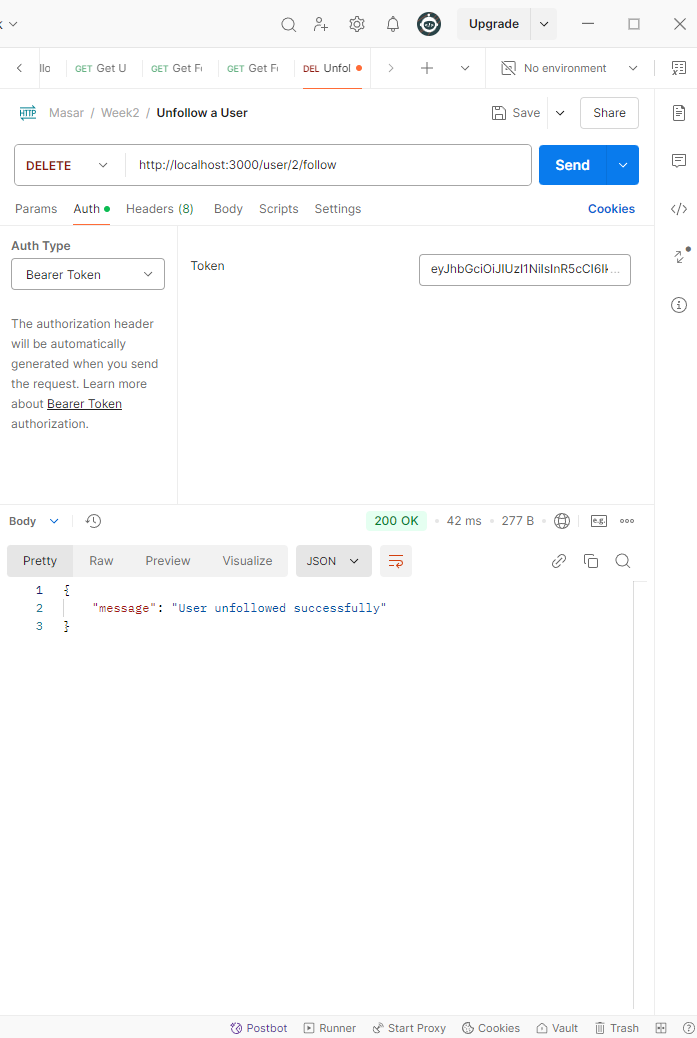 Upgrade
llo
GET Get U
GET Get F
GET Get F
DEL Unfol
No environment
HTTP
Masar / Week2 / Unfollow a User
Save
Share
DELETE
http://localhost:3000/user/2/follow
Send
Params
Auth
Headers (8)
Body
Scripts
Settings
Cookies
Auth Type
Bearer Token
The authorization header
will be automatically
generated when you send
the request. Learn more
about Bearer Token
authorization.
Token
Body
200 OK
42 ms
277 B
e.g.
Pretty
Raw
Preview
Visualize
JSON
1 {
2 "message": "User unfollowed successfully"
3 }
Postbot
Runner
Start Proxy
Cookies
Vault
Trash